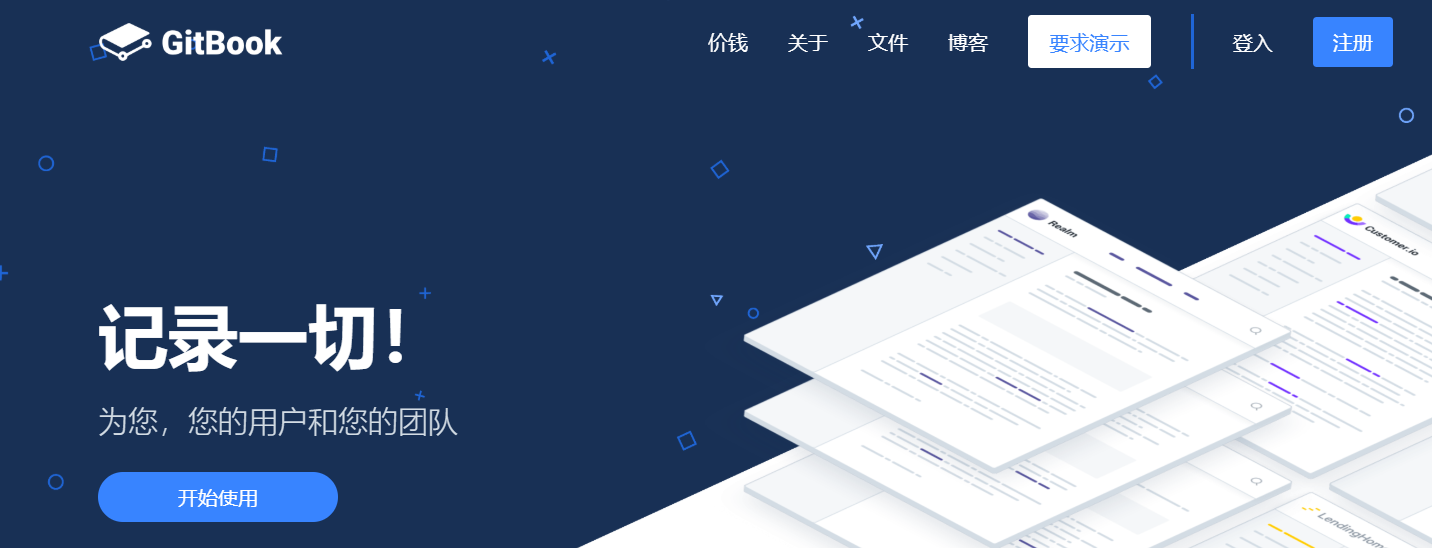 GitBook
价钱
关于
文件
博客
要求演示
登入
注册
记录一切！
为您，您的用户和您的团队
开始使用
Realm
Customer.io
LendingHom